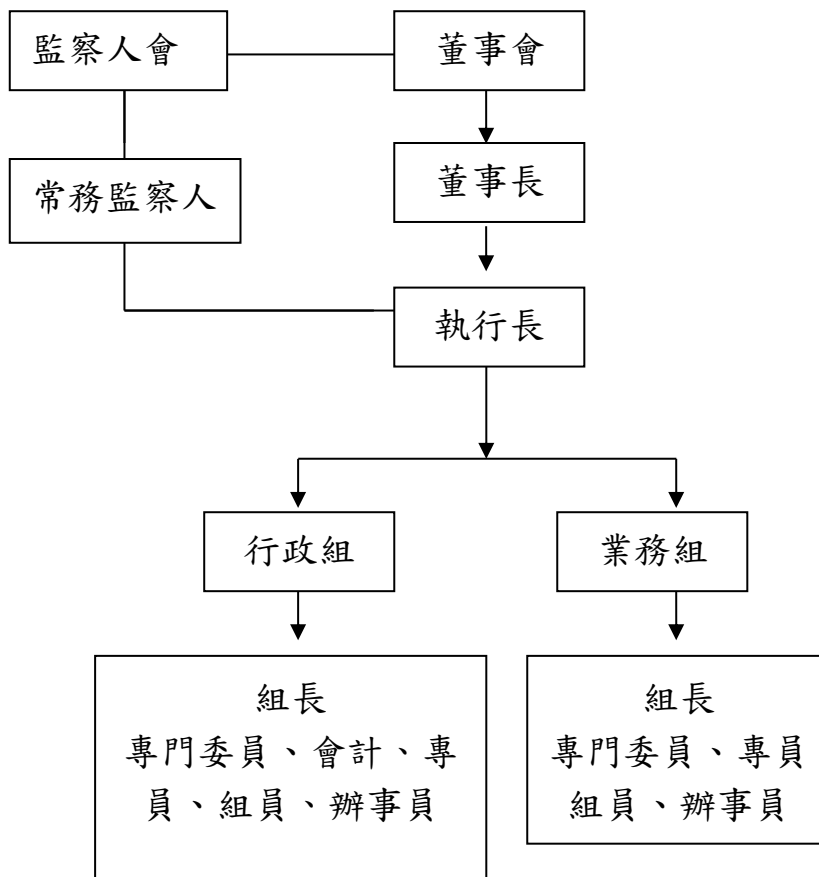 監察人會
董事會
常務監察人
董事長
執行長
行政組
業務組
組長
專門委員、會計、專
員、組員、辦事員
組長
專門委員、專員
組員、辦事員